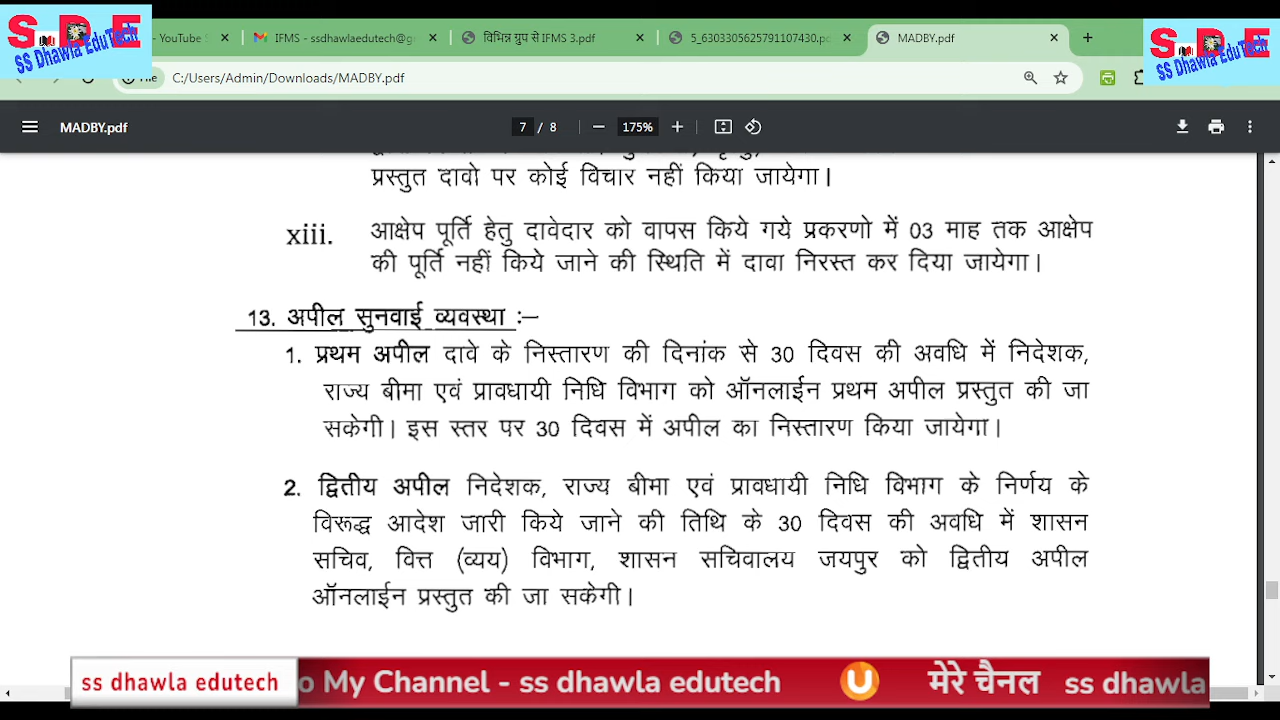 S.D.E
SS Dhawla EduTech
- YouTube S
IFMS - ssdhawlaedutech@g
विभिन्न ग्रुप से IFMS 3.pdf
5_6303305625791107430.p
MADBY.pdf
S.D.E
SS Dhawla EduTech
File
C:/Users/Admin/Downloads/MADBY.pdf
MADBY.pdf
7 / 8
175%
प्रस्तुत दावो पर कोई विचार नहीं किया जायेगा।
xiii. आक्षेप पूर्ति हेतु दावेदार को वापस किये गये प्रकरणो में 03 माह तक आक्षेप
की पूर्ति नहीं किये जाने की स्थिति में दावा निरस्त कर दिया जायेगा।
13. अपील सुनवाई व्यवस्था :–
1. प्रथम अपील दावे के निस्तारण की दिनांक से 30 दिवस की अवधि में निदेशक,
राज्य बीमा एवं प्रावधायी निधि विभाग को ऑनलाईन प्रथम अपील प्रस्तुत की जा
सकेगी। इस स्तर पर 30 दिवस में अपील का निस्तारण किया जायेगा।
2. द्वितीय अपील निदेशक, राज्य बीमा एवं प्रावधायी निधि विभाग के निर्णय के
विरूद्ध आदेश जारी किये जाने की तिथि के 30 दिवस की अवधि में शासन
सचिव, वित्त (व्यय) विभाग, शासन सचिवालय जयपुर को द्वितीय अपील
ऑनलाईन प्रस्तुत की जा सकेगी।
ss dhawla edutech
o My Channel - ss dhawla edutech
मेरे चैनल ss dhawla